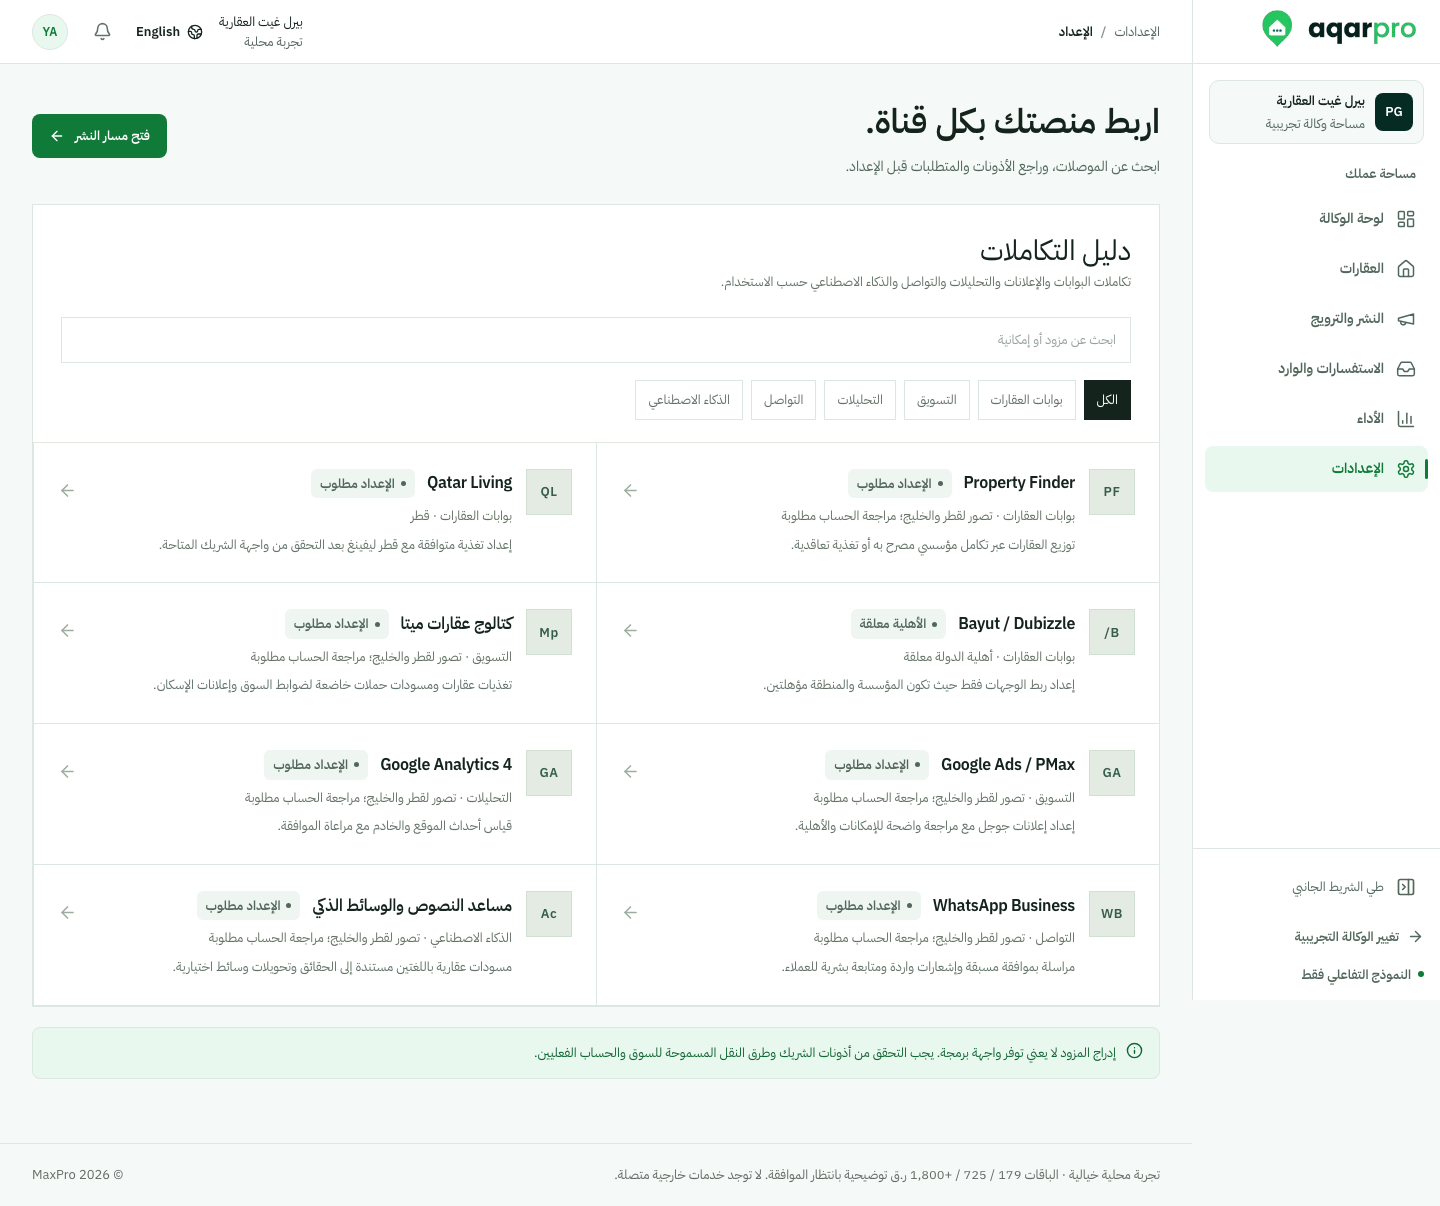 aqarpro
PG
بيرل غيت العقارية
مساحة وكالة تجريبية
مساحة عملك
لوحة الوكالة
العقارات
النشر والترويج
الاستفسارات والوارد
الأداء
الإعدادات
طي الشريط الجانبي
تغيير الوكالة التجريبية
النموذج التفاعلي فقط
الإعدادات / الإعداد
بيرل غيت العقارية
تجربة محلية
English
YA
اربط منصتك بكل قناة.
ابحث عن الموصلات، وراجع الأذونات والمتطلبات قبل الإعداد.
فتح مسار النشر
دليل التكاملات
تكاملات البوابات والإعلانات والتحليلات والتواصل والذكاء الاصطناعي حسب الاستخدام.
ابحث عن مزود أو إمكانية
الكل
بوابات العقارات
التسويق
التحليلات
التواصل
الذكاء الاصطناعي
PF
Property Finder
الإعداد مطلوب
بوابات العقارات · تصور لقطر والخليج؛ مراجعة الحساب مطلوبة
توزيع العقارات عبر تكامل مؤسسي مصرح به أو تغذية تعاقدية.
QL
Qatar Living
الإعداد مطلوب
بوابات العقارات · قطر
إعداد تغذية متوافقة مع قطر ليفينغ بعد التحقق من واجهة الشريك المتاحة.
B/
Bayut / Dubizzle
الأهلية معلقة
بوابات العقارات · أهلية الدولة معلقة
إعداد ربط الوجهات فقط حيث تكون المؤسسة والمنطقة مؤهلتين.
Mp
كتالوج عقارات ميتا
الإعداد مطلوب
التسويق · تصور لقطر والخليج؛ مراجعة الحساب مطلوبة
تغذيات عقارات ومسودات حملات خاضعة لضوابط السوق وإعلانات الإسكان.
GA
Google Ads / PMax
الإعداد مطلوب
التسويق · تصور لقطر والخليج؛ مراجعة الحساب مطلوبة
إعداد إعلانات جوجل مع مراجعة واضحة للإمكانات والأهلية.
GA
Google Analytics 4
الإعداد مطلوب
التحليلات · تصور لقطر والخليج؛ مراجعة الحساب مطلوبة
قياس أحداث الموقع والخادم مع مراعاة الموافقة.
WB
WhatsApp Business
الإعداد مطلوب
التواصل · تصور لقطر والخليج؛ مراجعة الحساب مطلوبة
مراسلة بموافقة مسبقة وإشعارات واردة ومتابعة بشرية للعملاء.
Ac
مساعد النصوص والوسائط الذكي
الإعداد مطلوب
الذكاء الاصطناعي · تصور لقطر والخليج؛ مراجعة الحساب مطلوبة
مسودات عقارية باللغتين مستندة إلى الحقائق وتحويلات وسائط اختيارية.
إدراج المزود لا يعني توفر واجهة برمجة. يجب التحقق من أذونات الشريك وطرق النقل المسموحة للسوق والحساب الفعليين.
تجربة محلية خيالية · الباقات 179 / 725 / +1,800 ر.ق توضيحية بانتظار الموافقة. لا توجد خدمات خارجية متصلة.
© 2026 MaxPro